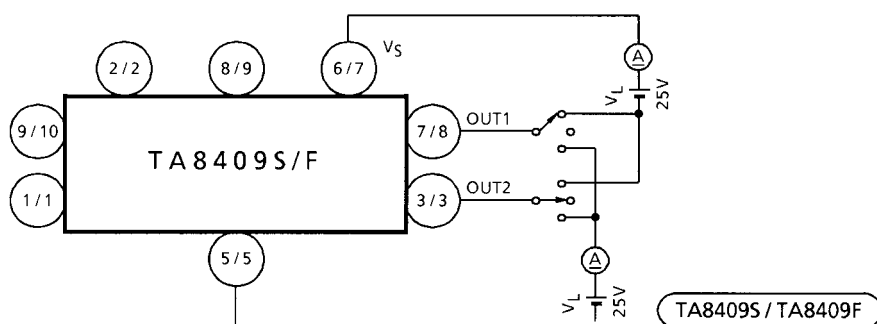 2/2
8/9
6/7
VS
A
VL
25V
9/10
7/8
OUT1
TA8409S/F
1/1
3/3
OUT2
5/5
A
VL
25V
TA8409S / TA8409F